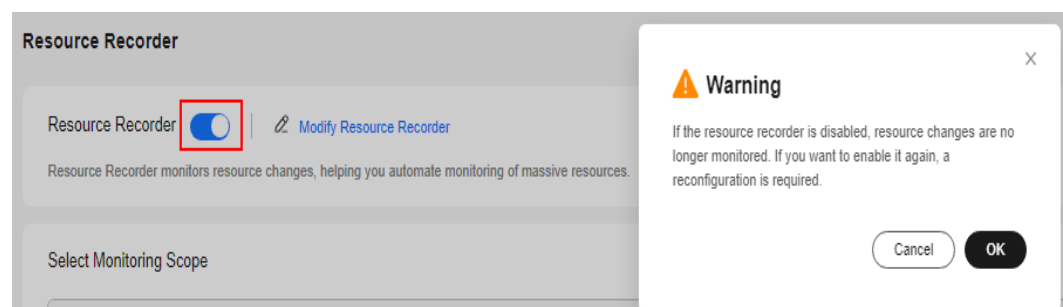 Resource Recorder
Resource Recorder
Modify Resource Recorder
Resource Recorder monitors resource changes, helping you automate monitoring of massive resources.
Select Monitoring Scope
Warning
If the resource recorder is disabled, resource changes are no
longer monitored. If you want to enable it again, a
reconfiguration is required.
Cancel
OK